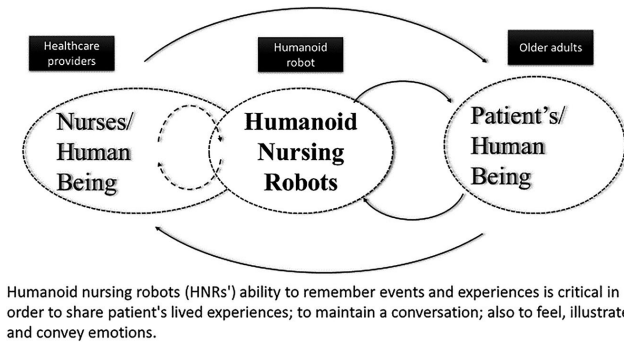 Healthcare
providers
Humanoid
robot
Older adults
Nurses/
Human
Being
Humanoid
Nursing
Robots
Patient's/
Human
Being
Humanoid nursing robots (HNRs') ability to remember events and experiences is critical in
order to share patient's lived experiences; to maintain a conversation; also to feel, illustrate
and convey emotions.